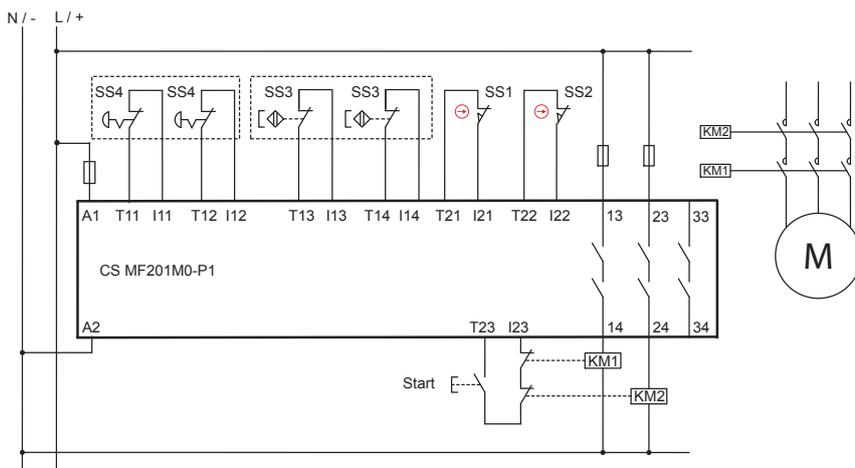 N / - L / +
SS4 SS4 SS3 SS3 SS1 SS2
KM2
KM1
A1 T11 I11 T12 I12 T13 I13 T14 I14 T21 I21 T22 I22 13 23 33
M
CS MF201M0-P1
A2 T23 I23 14 24 34
KM1
Start
KM2